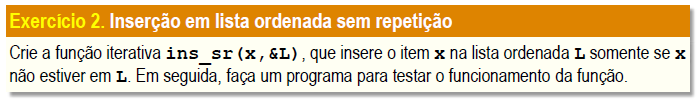 Exercício 2. Inserção em lista ordenada sem repetição
Crie a função iterativa ins_sr(x,&L), que insere o item x na lista ordenada L somente se x
não estiver em L. Em seguida, faça um programa para testar o funcionamento da função.